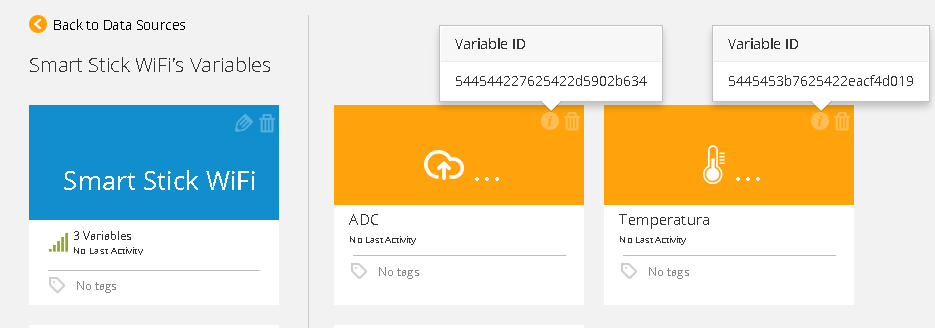 Back to Data Sources
Smart Stick WiFi's Variables
Smart Stick WiFi
3 Variables
No Last Activity
No tags
Variable ID
544544227625422d5902b634
...
ADC
No Last Activity
No tags
Variable ID
5445453b7625422eacf4d019
...
Temperatura
No Last Activity
No tags